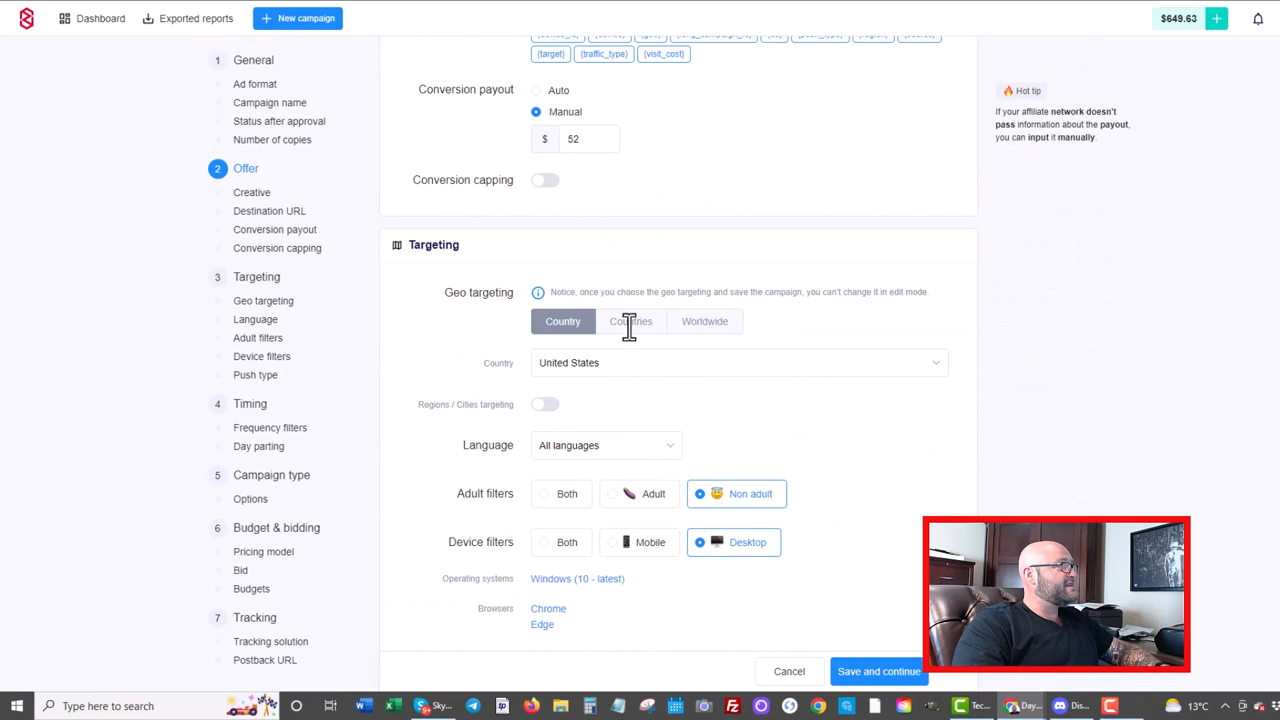 Dashboard
Exported reports
New campaign
$649.63
1 General
Ad format
Campaign name
Status after approval
Number of copies
2 Offer
Creative
Destination URL
Conversion payout
Conversion capping
3 Targeting
Geo targeting
Language
Adult filters
Device filters
Push type
4 Timing
Frequency filters
Day parting
5 Campaign type
Options
6 Budget & bidding
Pricing model
Bid
Budgets
7 Tracking
Tracking solution
Postback URL
{target} {traffic_type} {visit_cost}
Conversion payout
Auto
Manual
$ 52
Conversion capping
Targeting
Geo targeting
Notice, once you choose the geo targeting and save the campaign, you can't change it in edit mode.
Country Countries Worldwide
Country United States
Regions / Cities targeting
Language All languages
Adult filters Both Adult Non adult
Device filters Both Mobile Desktop
Operating systems Windows (10 - latest)
Browsers Chrome
Edge
Cancel Save and continue
Hot tip
If your affiliate network doesn't
pass information about the payout,
you can input it manually.
Type here to search
Sky...
Te...
Day...
Dis...
13°C